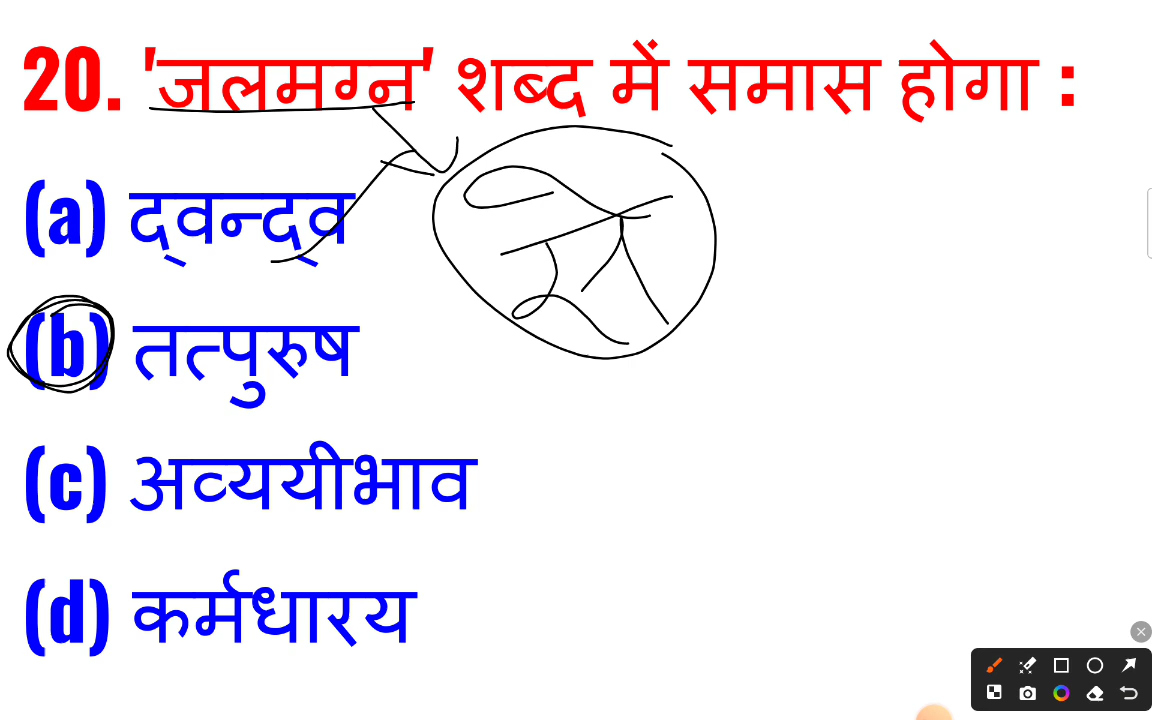 20. 'जलमग्न' शब्द में समास होगा :
(a) द्वन्द्व
(b) तत्पुरुष
(c) अव्ययीभाव
(d) कर्मधारय